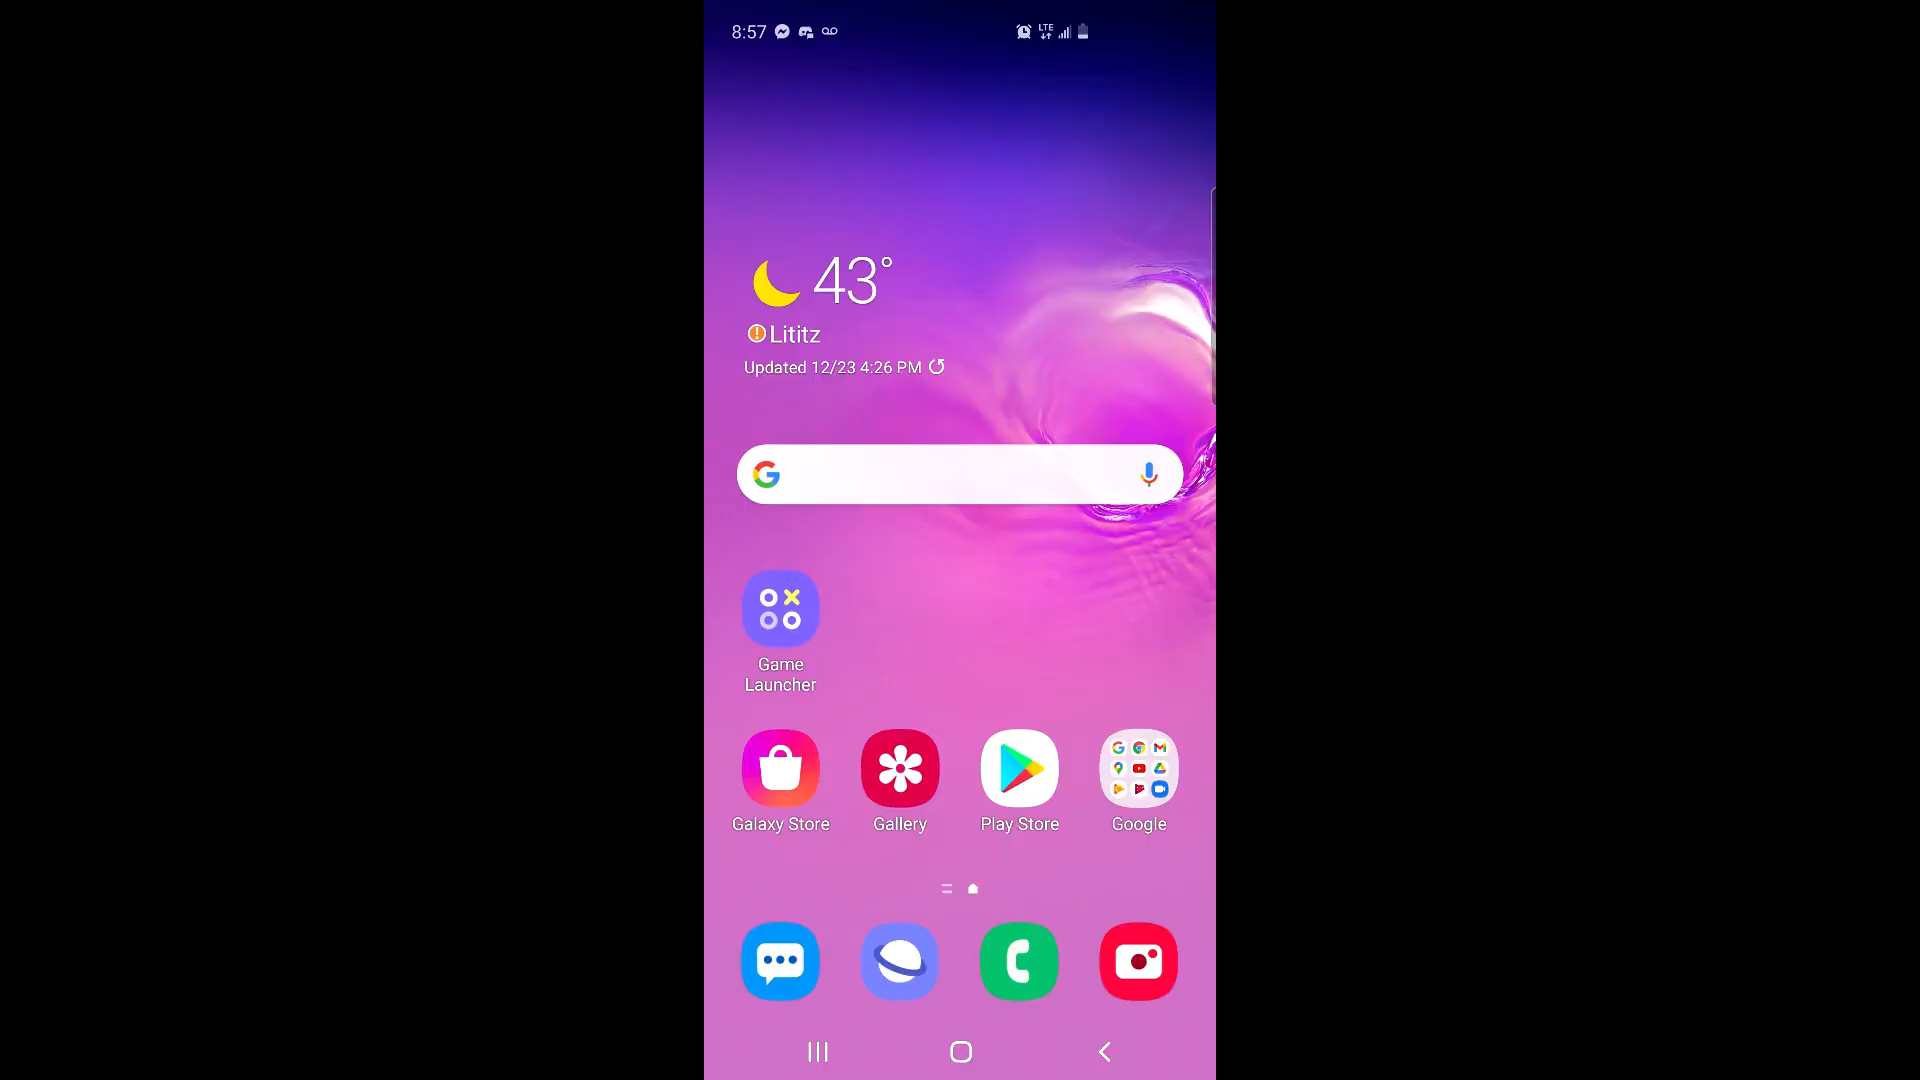 8:57
LTE
43°
Lititz
Updated 12/23 4:26 PM
Game
Launcher
Galaxy Store
Gallery
Play Store
Google